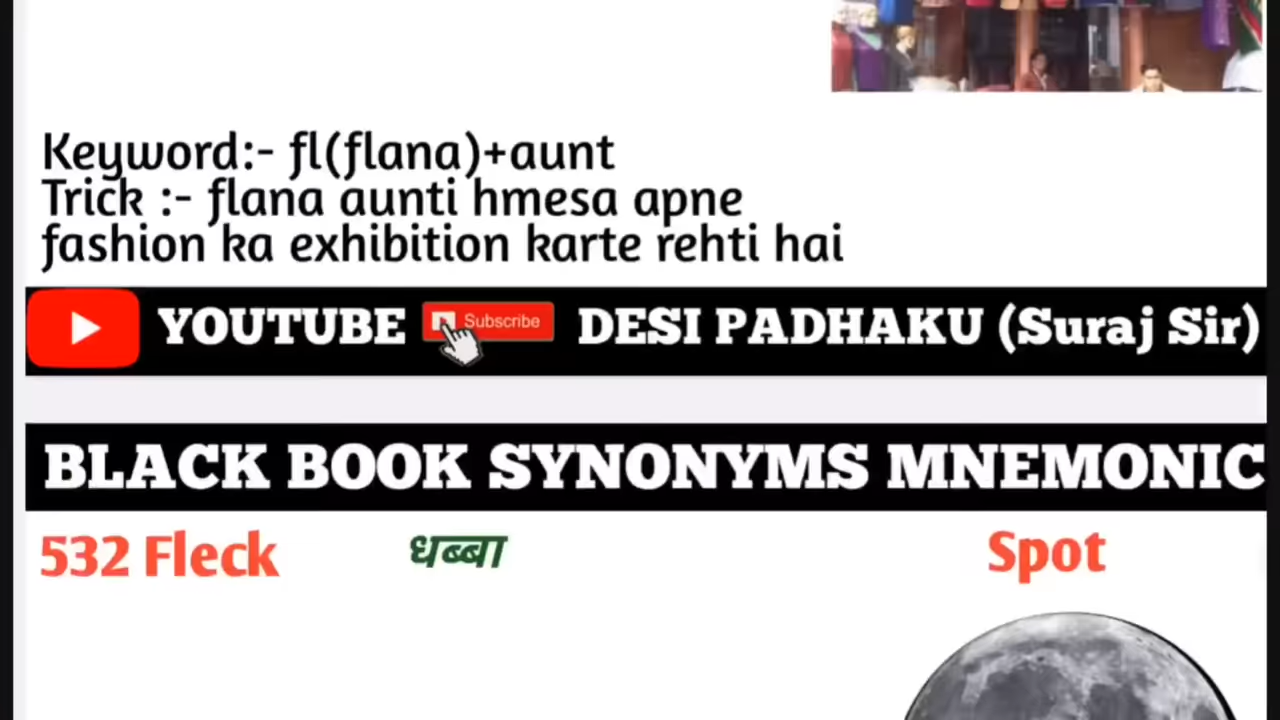 Keyword:- fl(flana)+aunt
Trick :- flana aunti hmesa apne
fashion ka exhibition karte rehti hai
YOUTUBE Subscribe DESI PADHAKU (Suraj Sir)
BLACK BOOK SYNONYMS MNEMONIC
532 Fleck धब्बा Spot